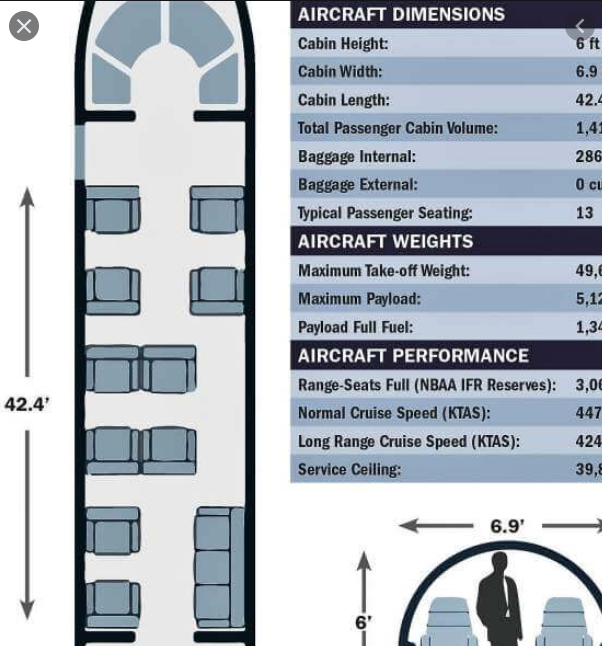 AIRCRAFT DIMENSIONS
Cabin Height: 6 ft
Cabin Width: 6.9
Cabin Length: 42.4
Total Passenger Cabin Volume: 1,41
Baggage Internal: 286
Baggage External: 0 cu
Typical Passenger Seating: 13
AIRCRAFT WEIGHTS
Maximum Take-off Weight: 49,6
Maximum Payload: 5,12
Payload Full Fuel: 1,34
AIRCRAFT PERFORMANCE
Range-Seats Full (NBAA IFR Reserves): 3,06
Normal Cruise Speed (KTAS): 447
Long Range Cruise Speed (KTAS): 424
Service Ceiling: 39,8
42.4’
6.9’
6’